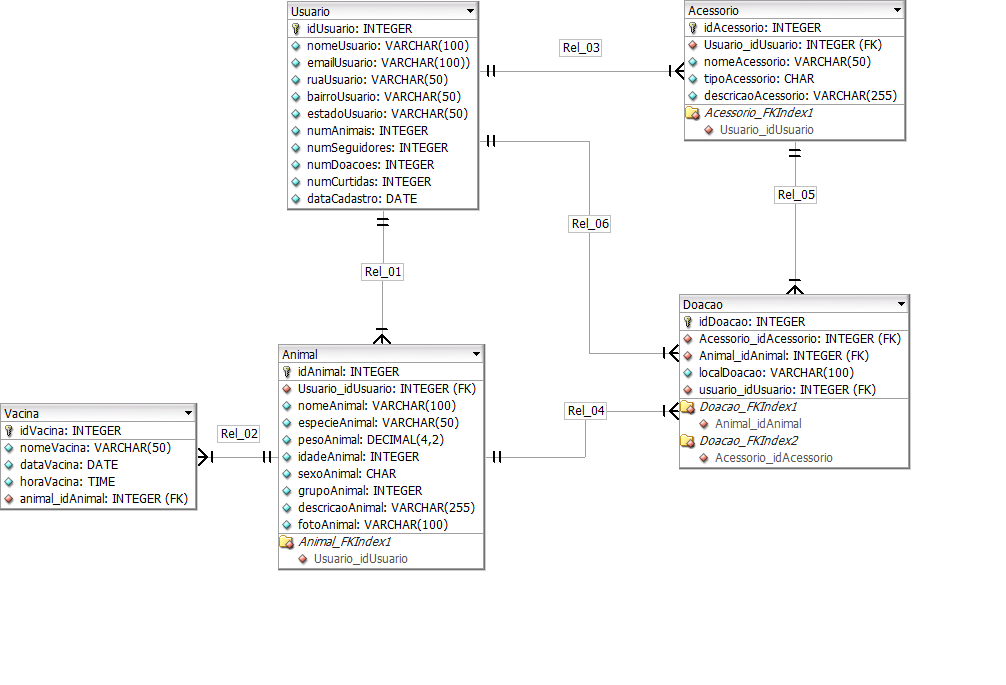 Usuario
idUsuario: INTEGER
nomeUsuario: VARCHAR(100)
emailUsuario: VARCHAR(100))
ruaUsuario: VARCHAR(50)
bairroUsuario: VARCHAR(50)
estadoUsuario: VARCHAR(50)
numAnimais: INTEGER
numSeguidores: INTEGER
numDoacoes: INTEGER
numCurtidas: INTEGER
dataCadastro: DATE
Rel_03
Acessorio
idAcessorio: INTEGER
Usuario_idUsuario: INTEGER (FK)
nomeAcessorio: VARCHAR(50)
tipoAcessorio: CHAR
descricaoAcessorio: VARCHAR(255)
Acessorio_FKIndex1
Usuario_idUsuario
Rel_05
Rel_06
Rel_01
Doacao
idDoacao: INTEGER
Acessorio_idAcessorio: INTEGER (FK)
Animal_idAnimal: INTEGER (FK)
localDoacao: VARCHAR(100)
usuario_idUsuario: INTEGER (FK)
Doacao_FKIndex1
Animal_idAnimal
Doacao_FKIndex2
Acessorio_idAcessorio
Animal
idAnimal: INTEGER
Usuario_idUsuario: INTEGER (FK)
nomeAnimal: VARCHAR(100)
especieAnimal: VARCHAR(50)
pesoAnimal: DECIMAL(4,2)
idadeAnimal: INTEGER
sexoAnimal: CHAR
grupoAnimal: INTEGER
descricaoAnimal: VARCHAR(255)
fotoAnimal: VARCHAR(100)
Animal_FKIndex1
Usuario_idUsuario
Rel_04
Vacina
idVacina: INTEGER
nomeVacina: VARCHAR(50)
dataVacina: DATE
horaVacina: TIME
animal_idAnimal: INTEGER (FK)
Rel_02